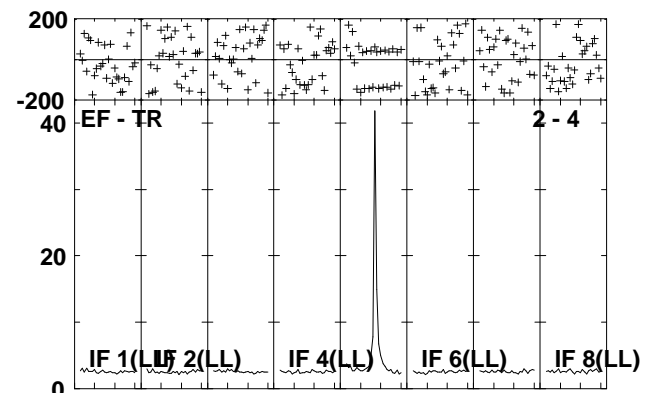 200
-200
EF - TR 2 - 4
40
20
IF 1(LL) IF 2(LL) IF 4(LL) IF 6(LL) IF 8(LL)
0